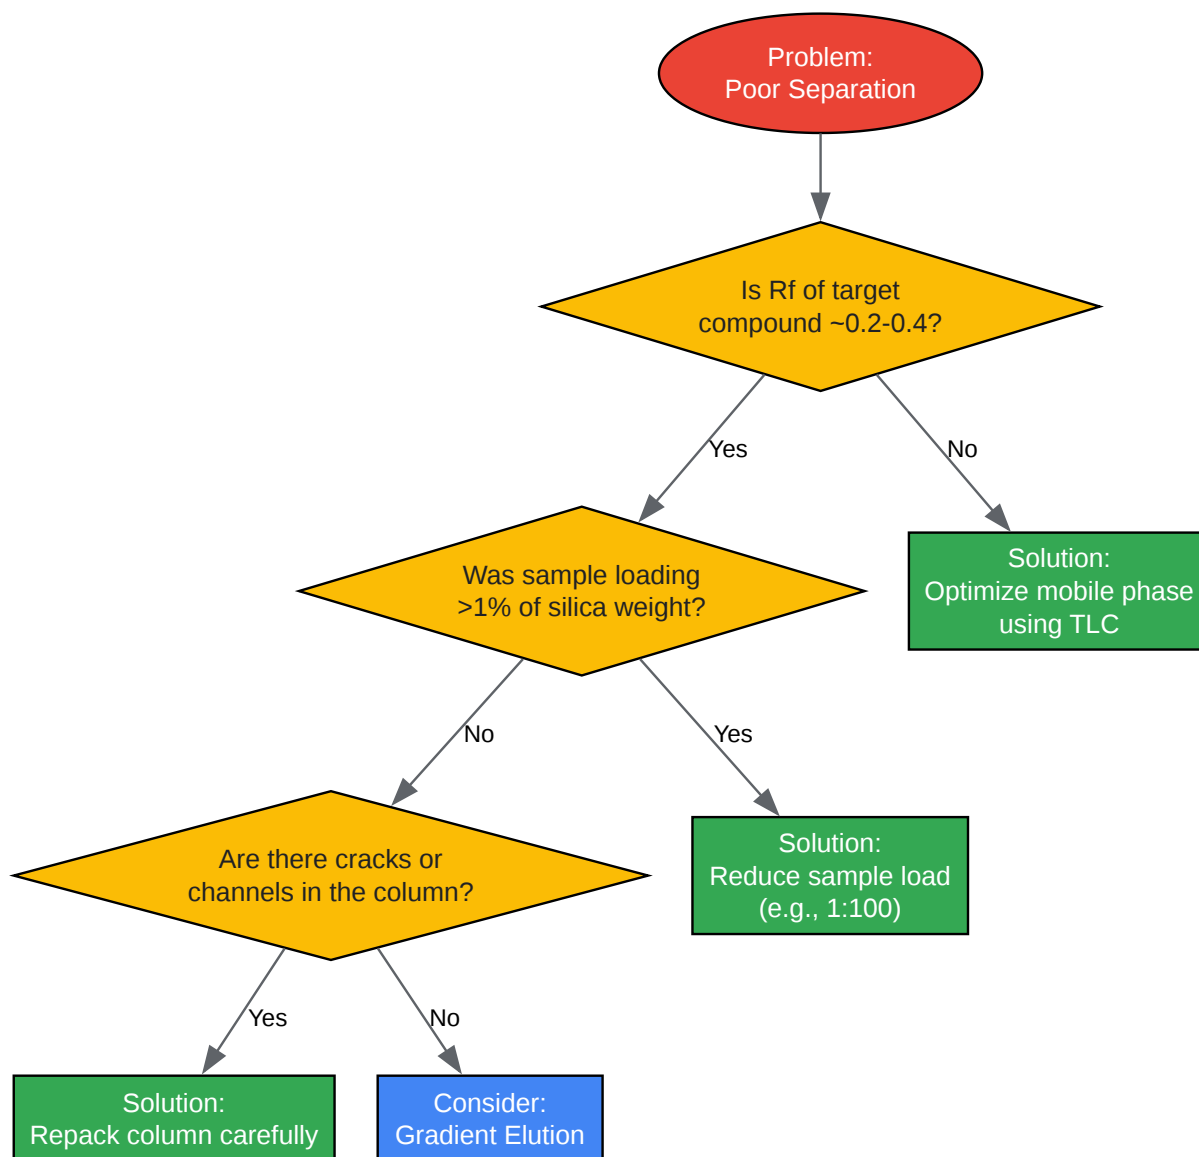 Problem:
Poor Separation
Is Rf of target
compound ~0.2-0.4?
Yes
No
Was sample loading
>1% of silica weight?
Solution:
Optimize mobile phase
using TLC
No
Yes
Are there cracks or
channels in the column?
Solution:
Reduce sample load
(e.g., 1:100)
Yes
No
Solution:
Repack column carefully
Consider:
Gradient Elution